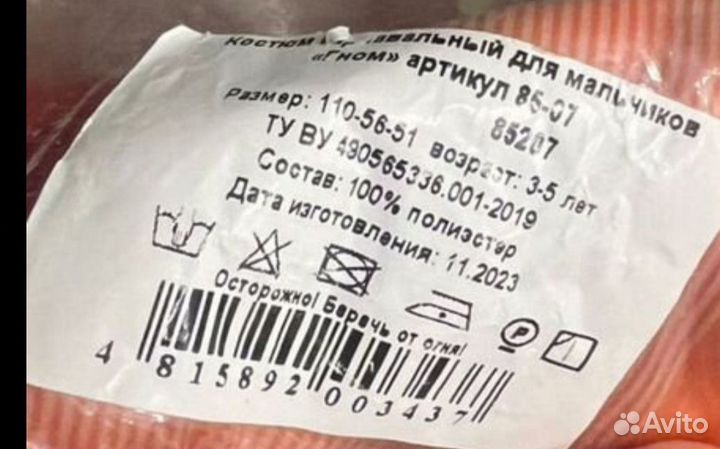 Костюм карнавальный для мальчиков
«Гном» артикул 85-07
85207
Размер: 110-56-51 возраст: 3-5 лет
ТУ BY 490565336.001-2019
Состав: 100% полиэстер
Дата изготовления: 11.2023
P
Осторожно! Беречь от огня!
4 815892 003437
Avito